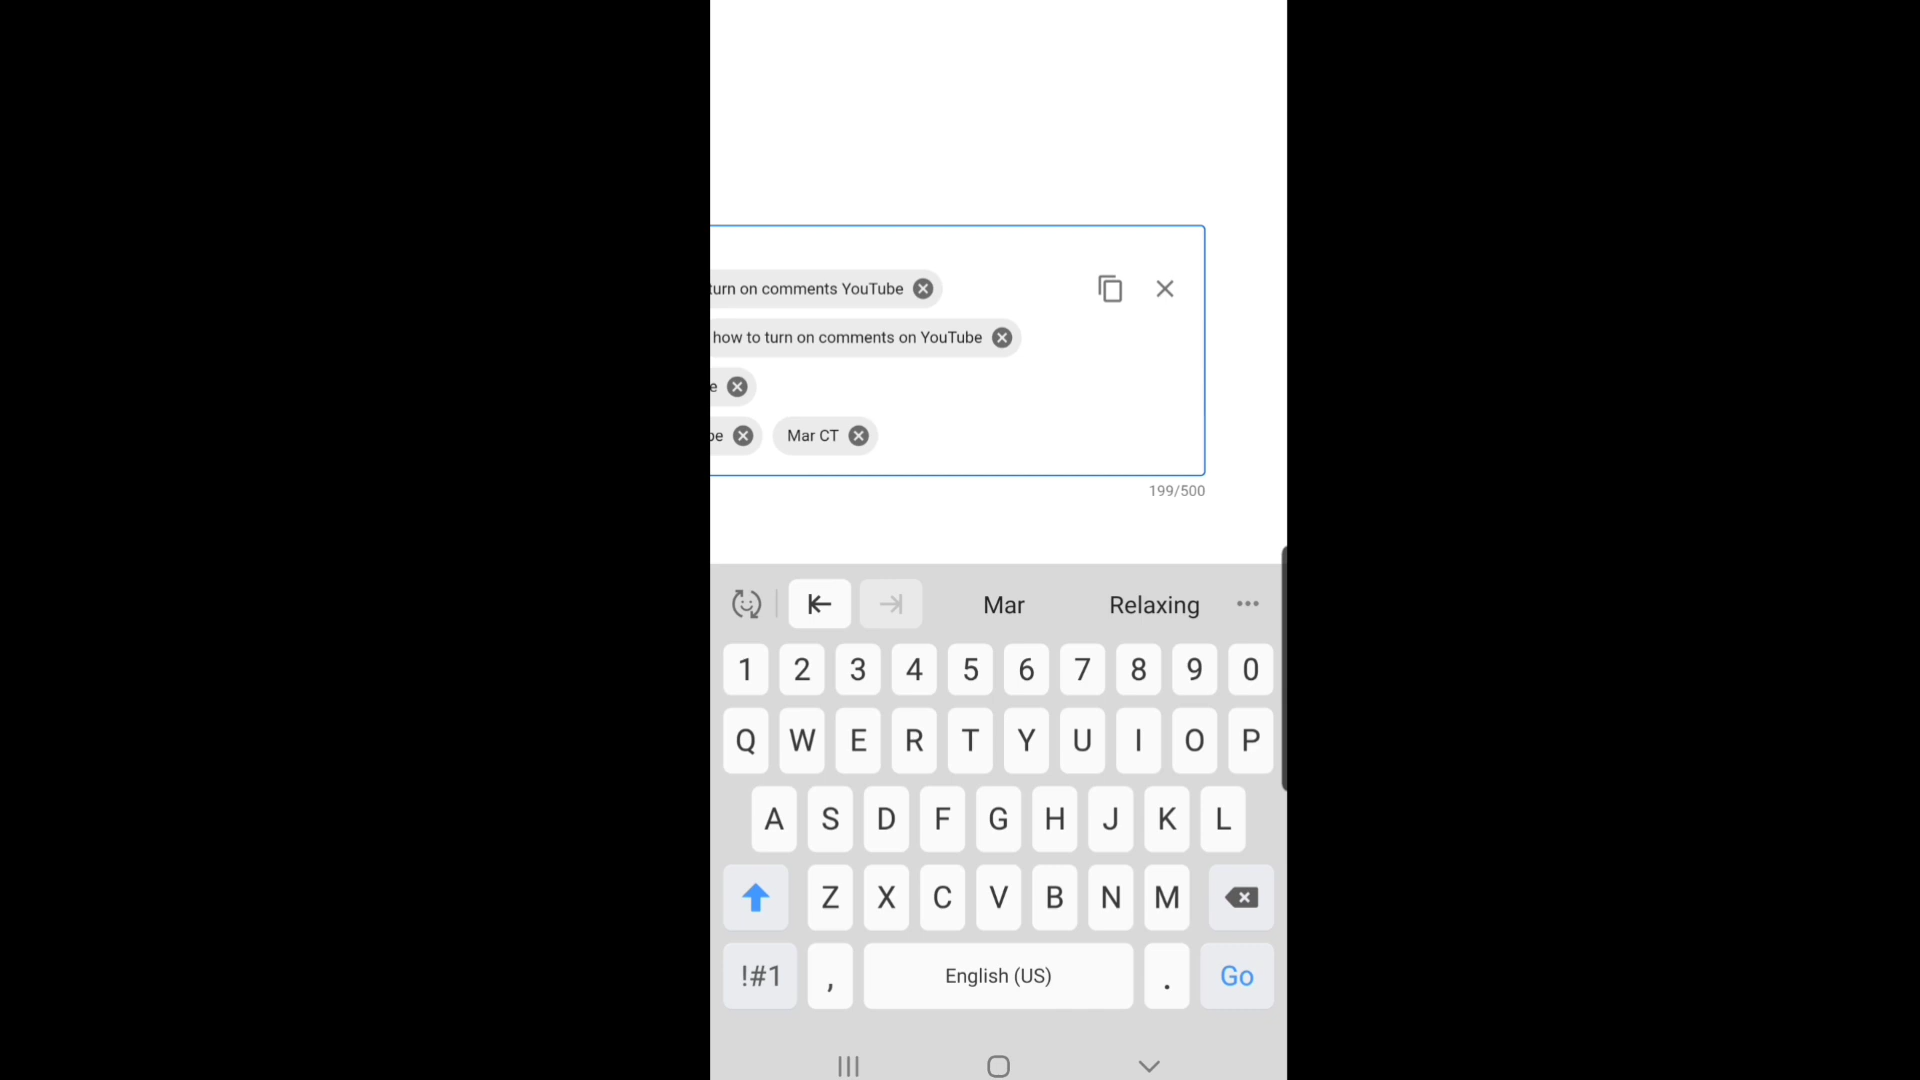 turn on comments YouTube
how to turn on comments on YouTube
e
be
Mar CT
199/500
Mar Relaxing
1 2 3 4 5 6 7 8 9 0
Q W E R T Y U I O P
A S D F G H J K L
Z X C V B N M
!#1 , English (US) . Go